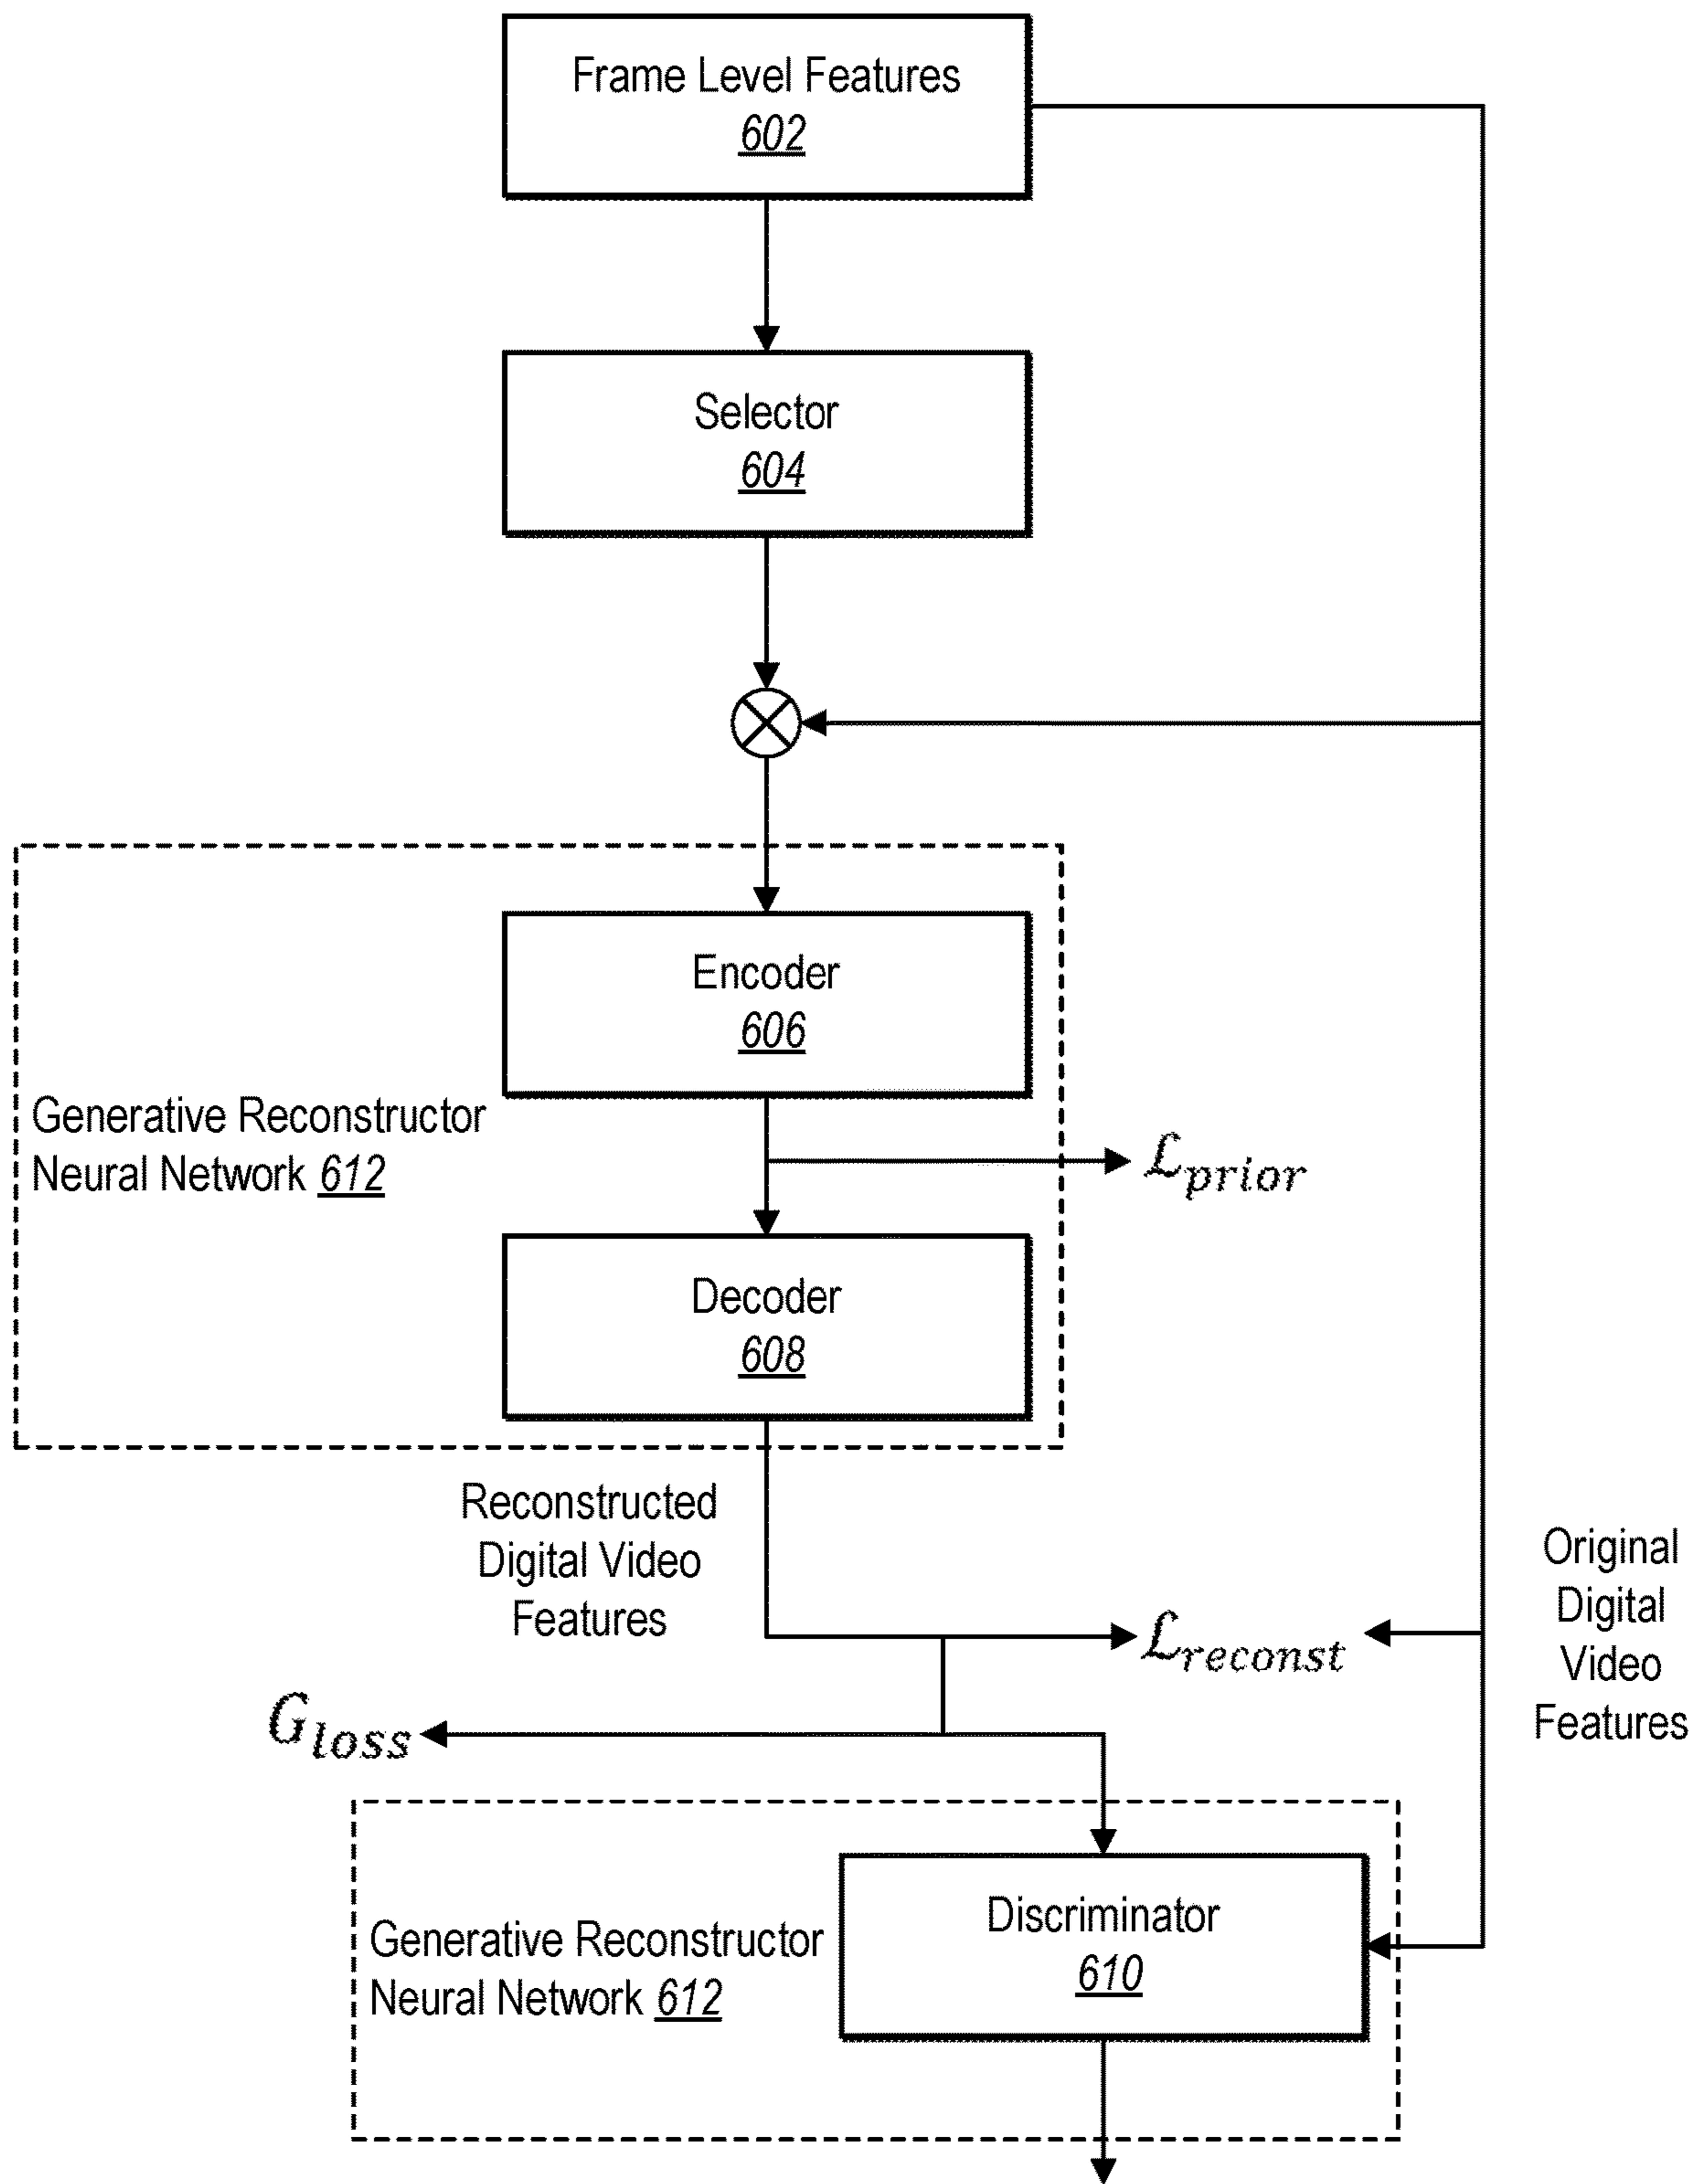 Frame Level Features
602
Selector
604
Encoder
606
Generative Reconstructor
Neural Network 612
ℒprior
Decoder
608
Reconstructed
Digital Video
Features
ℒreconst
Original
Digital
Video
Features
Gloss
Discriminator
610
Generative Reconstructor
Neural Network 612